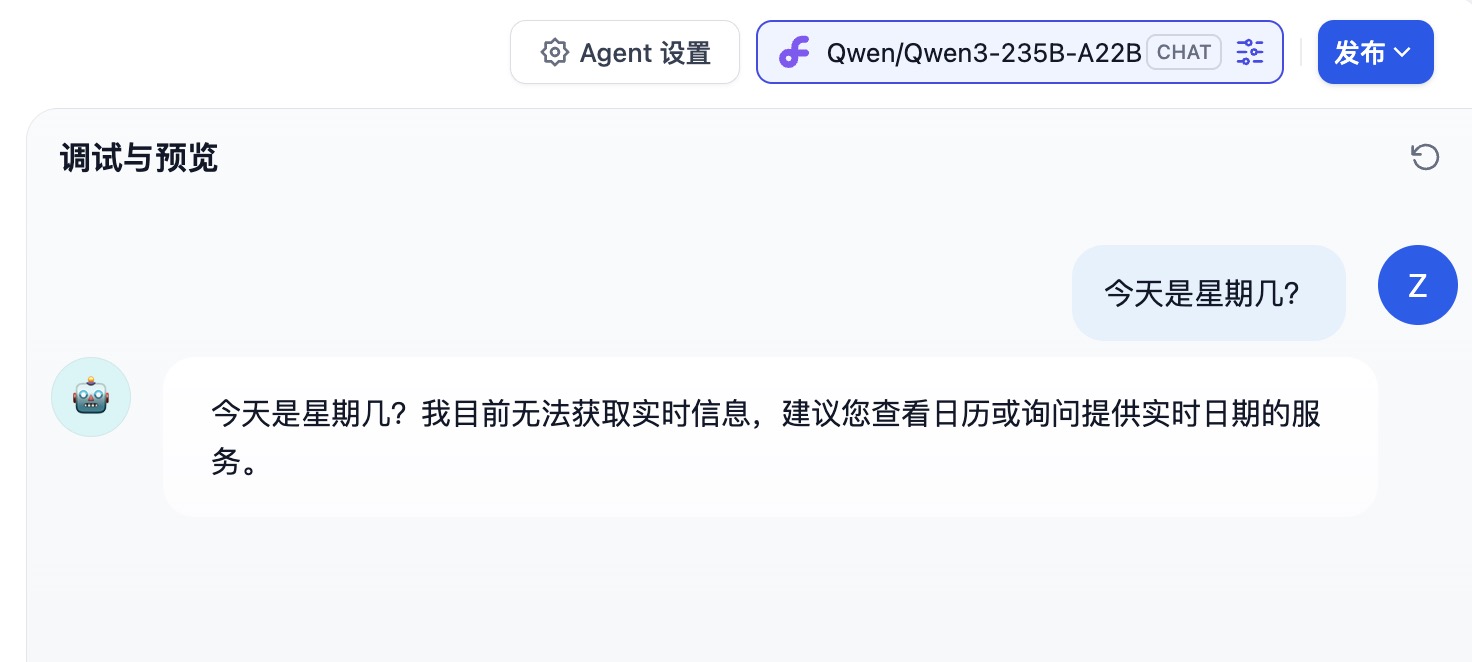 Agent 设置
Qwen/Qwen3-235B-A22B CHAT
发布
调试与预览
今天是星期几?
Z
今天是星期几？我目前无法获取实时信息，建议您查看日历或询问提供实时日期的服
务。